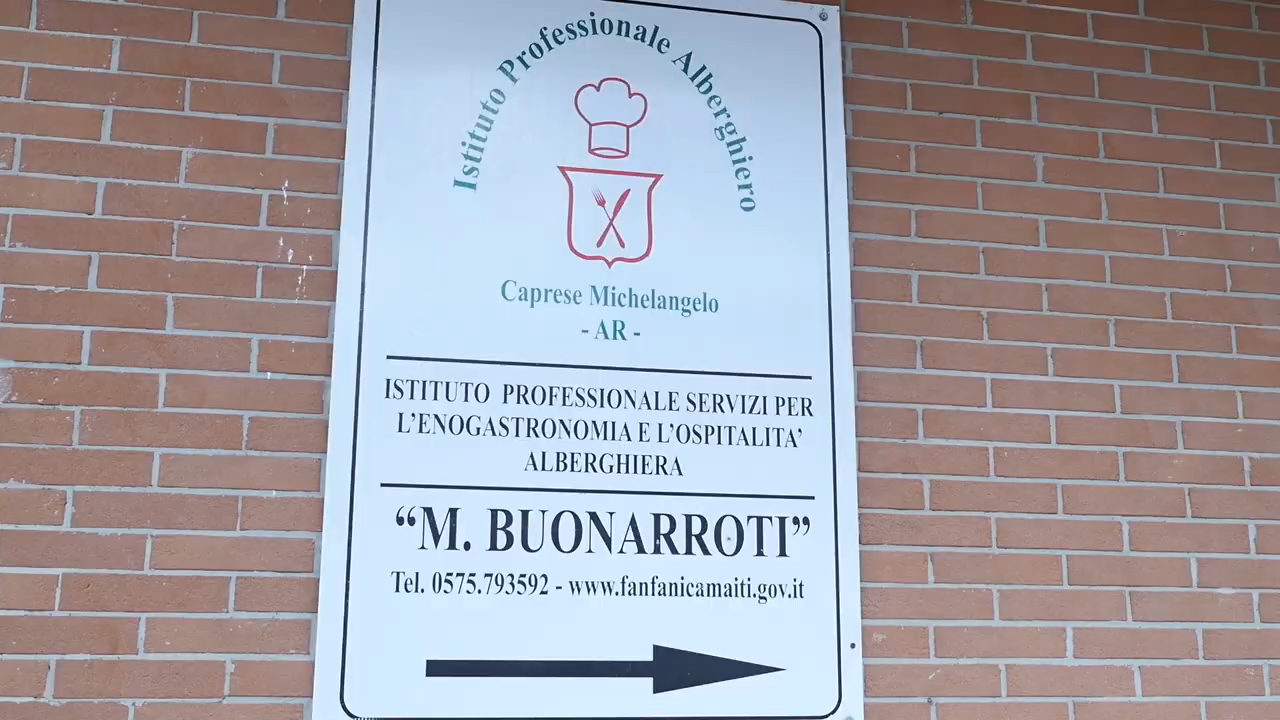 Istituto Professionale Alberghiero
Caprese Michelangelo
- AR -
ISTITUTO PROFESSIONALE SERVIZI PER
L'ENOGASTRONOMIA E L'OSPITALITA'
ALBERGHIERA
“M. BUONARROTI”
Tel. 0575.793592 - www.fanfanicamaiti.gov.it